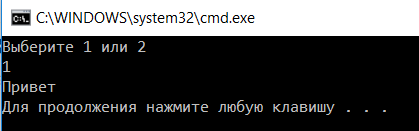 C:\WINDOWS\system32\cmd.exe
Выберите 1 или 2
1
Привет
Для продолжения нажмите любую клавишу . . .